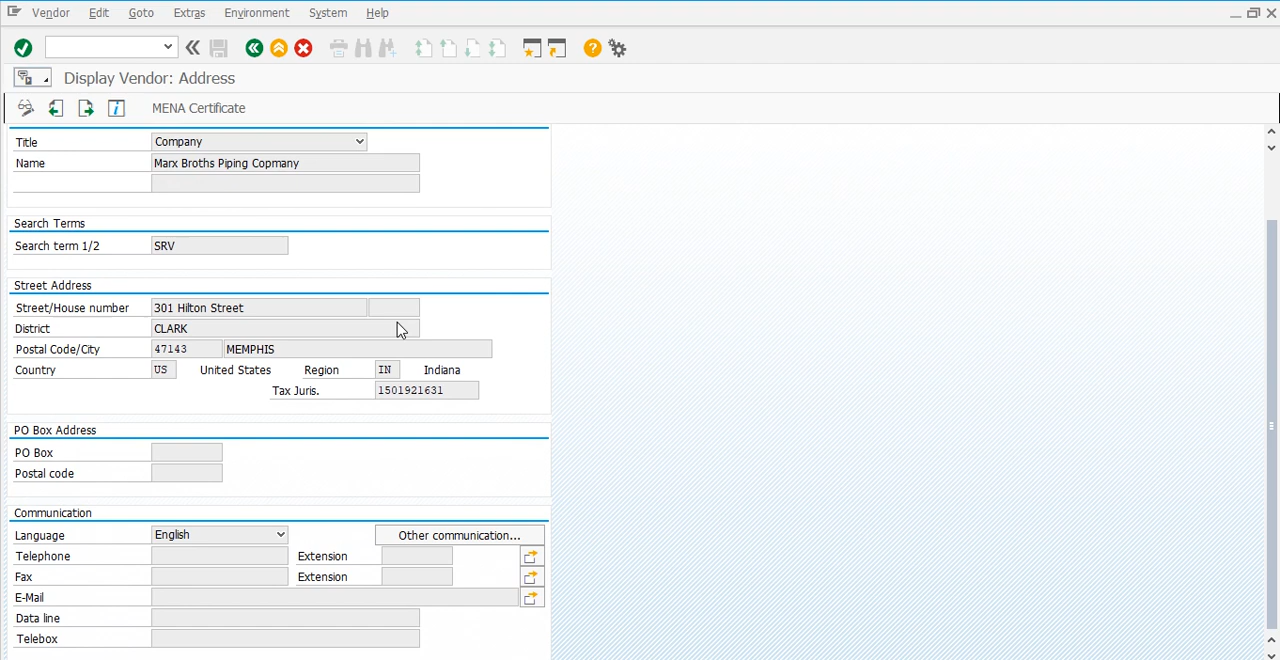 Vendor Edit Goto Extras Environment System Help
Display Vendor: Address
MENA Certificate
Title Company
Name Marx Broths Piping Copmany
Search Terms
Search term 1/2 SRV
Street Address
Street/House number 301 Hilton Street
District CLARK
Postal Code/City 47143 MEMPHIS
Country US United States Region IN Indiana
Tax Juris. 1501921631
PO Box Address
PO Box
Postal code
Communication
Language English Other communication...
Telephone Extension
Fax Extension
E-Mail
Data line
Telebox